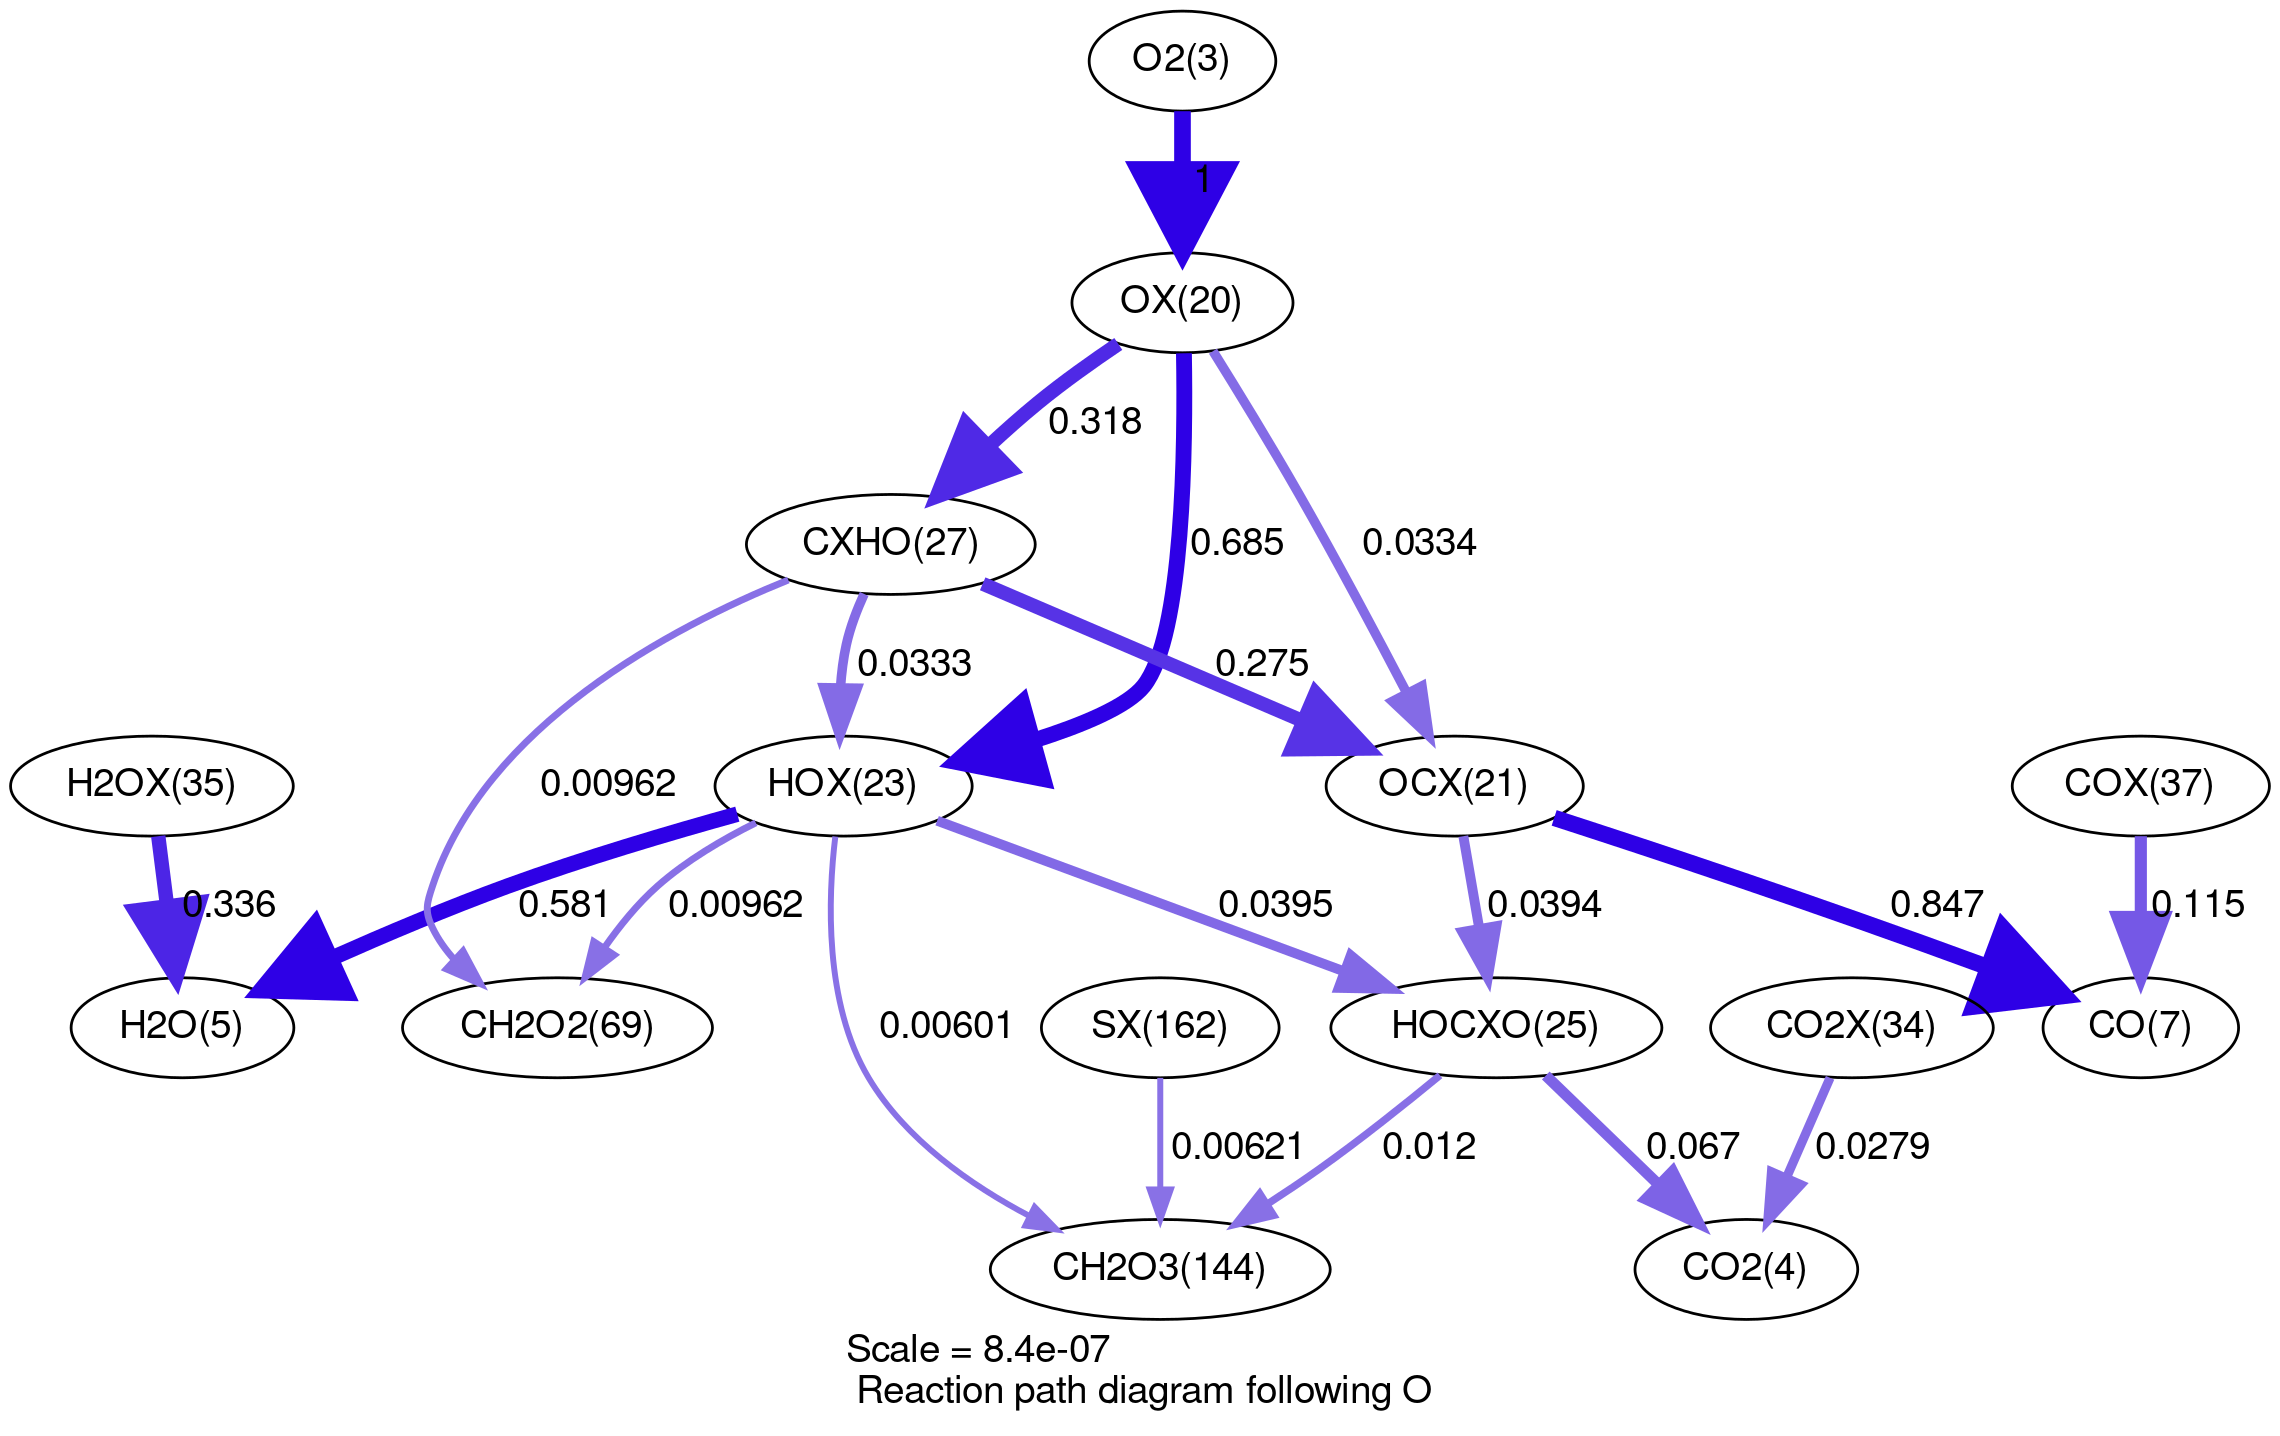 O2(3)
1
OX(20)
0.318
CXHO(27)
0.685
0.0334
0.0333
0.275
H2OX(35)
0.00962
HOX(23)
OCX(21)
COX(37)
0.336
0.581
0.00962
0.0395
0.0394
0.847
0.115
H2O(5)
CH2O2(69)
0.00601
SX(162)
HOCXO(25)
CO2X(34)
CO(7)
0.00621
0.012
0.067
0.0279
CH2O3(144)
CO2(4)
Scale = 8.4e-07
Reaction path diagram following O